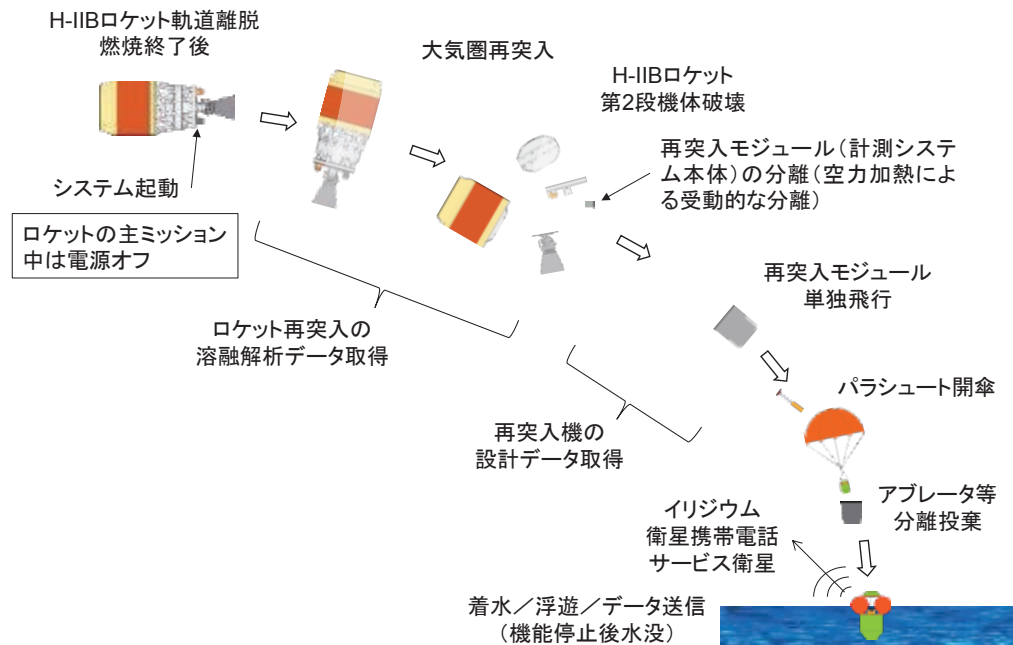 H-IIBロケット軌道離脱
燃焼終了後
大気圏再突入
H-IIBロケット
第2段機体破壊
再突入モジュール（計測システ
ム本体）の分離（空力加熱によ
る受動的な分離）
システム起動
ロケットの主ミッション
中は電源オフ
再突入モジュール
単独飛行
ロケット再突入の
溶融解析データ取得
パラシュート開傘
再突入機の
設計データ取得
アブレータ等
分離投棄
イリジウム
衛星携帯電話
サービス衛星
着水／浮遊／データ送信
（機能停止後水没）